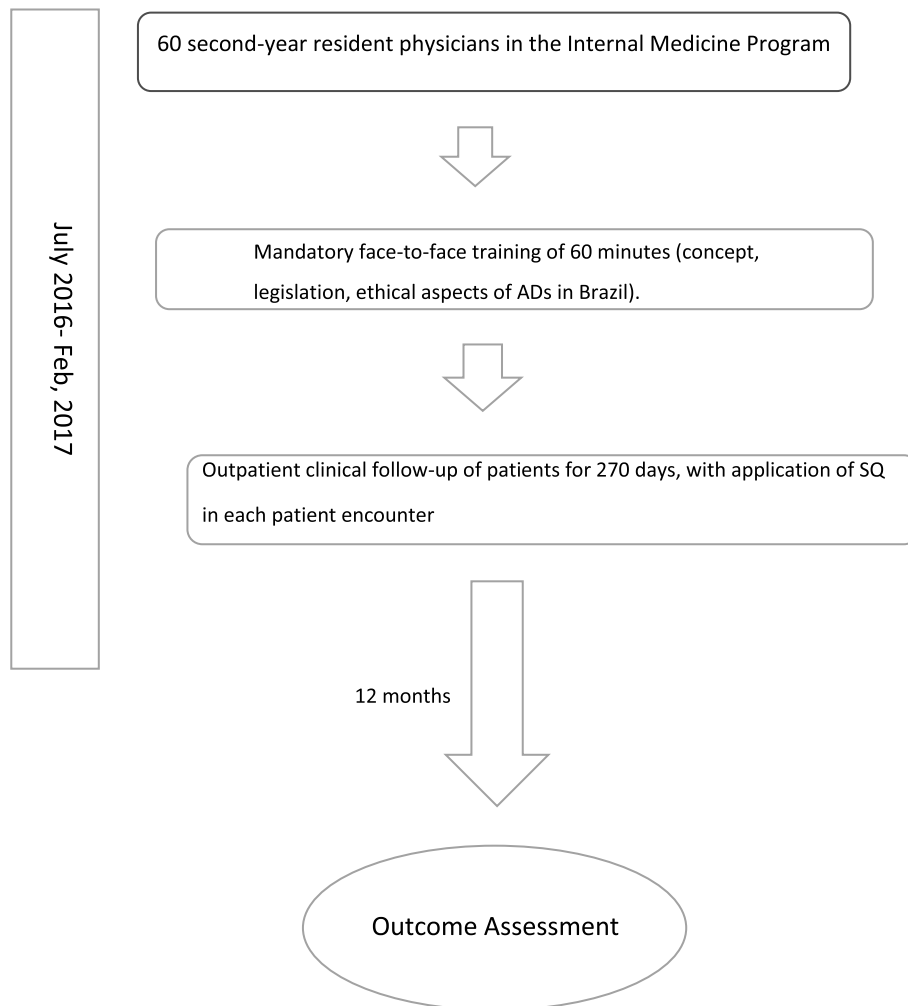 60 second-year resident physicians in the Internal Medicine Program
July 2016- Feb, 2017
Mandatory face-to-face training of 60 minutes (concept,
legislation, ethical aspects of ADs in Brazil).
Outpatient clinical follow-up of patients for 270 days, with application of SQ
in each patient encounter
12 months
Outcome Assessment